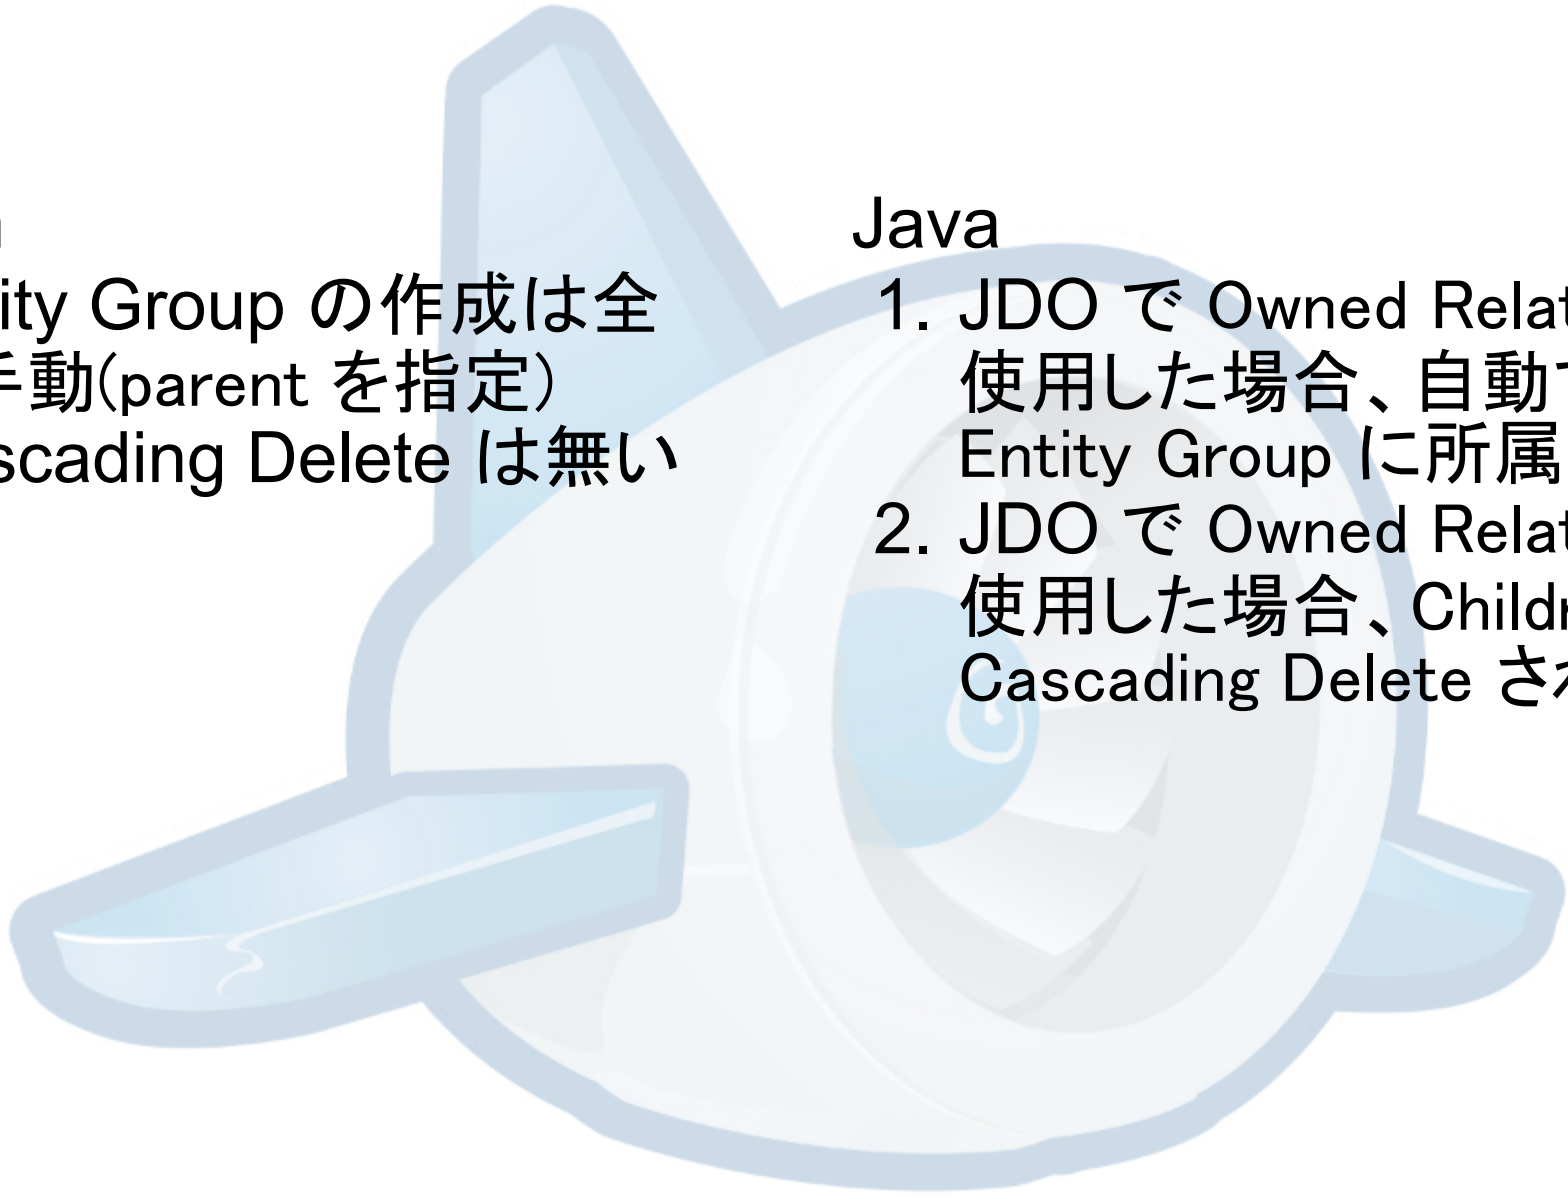 ity Group の作成は全
手動(parent を指定)
scading Delete は無い
Java
1. JDO で Owned Relat
使用した場合、自動で
Entity Group に所属
2. JDO で Owned Relat
使用した場合、Childr
Cascading Delete され